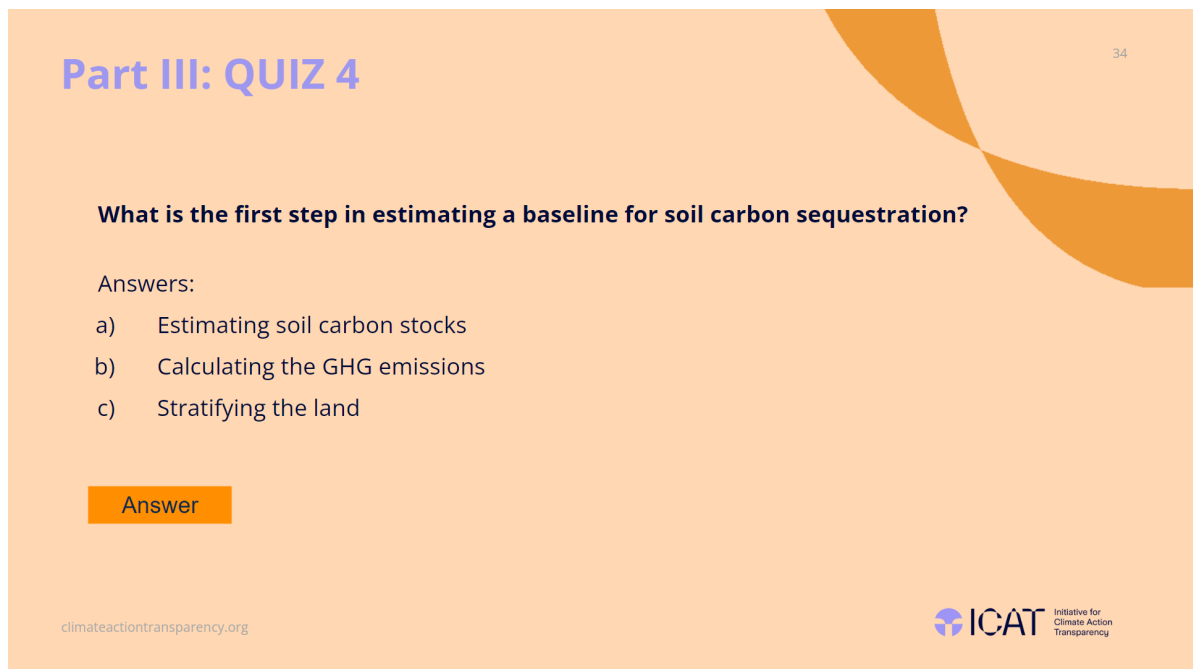 34
Part III: QUIZ 4
What is the first step in estimating a baseline for soil carbon sequestration?
Answers:
a) Estimating soil carbon stocks
b) Calculating the GHG emissions
c) Stratifying the land
Answer
climateactiontransparency.org
ICAT
Initiative for
Climate Action
Transparency